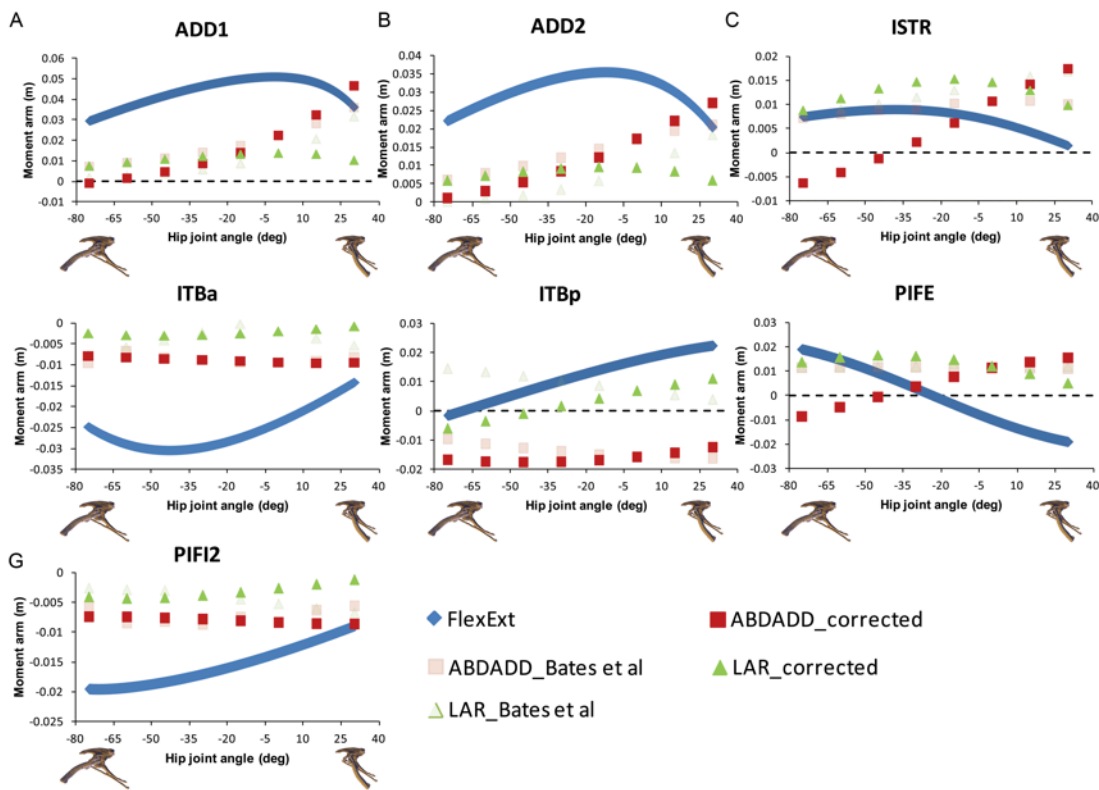 A
ADD1
Moment arm (m)
0.06
0.05
0.04
0.03
0.02
0.01
0
-0.01
-80 -65 -50 -35 -20 -5 10 25 40
Hip joint angle (deg)
B
ADD2
Moment arm (m)
0.04
0.035
0.03
0.025
0.02
0.015
0.01
0.005
0
-80 -65 -50 -35 -20 -5 10 25 40
Hip joint angle (deg)
C
ISTR
Moment arm (m)
0.02
0.015
0.01
0.005
0
-0.005
-0.01
-80 -65 -50 -35 -20 -5 10 25 40
Hip joint angle (deg)
ITBa
Moment arm (m)
0
-0.005
-0.01
-0.015
-0.02
-0.025
-0.03
-0.035
-80 -65 -50 -35 -20 -5 10 25 40
Hip joint angle (deg)
ITBp
Moment arm (m)
0.03
0.02
0.01
0
-0.01
-0.02
-80 -65 -50 -35 -20 -5 10 25 40
Hip joint angle (deg)
PIFE
Moment arm (m)
0.03
0.02
0.01
0
-0.01
-0.02
-0.03
-80 -65 -50 -35 -20 -5 10 25 40
Hip joint angle (deg)
G
PIFI2
Moment arm (m)
0
-0.005
-0.01
-0.015
-0.02
-0.025
-80 -65 -50 -35 -20 -5 10 25 40
Hip joint angle (deg)
FlexExt
ABDADD_corrected
ABDADD_Bates et al
LAR_corrected
LAR_Bates et al